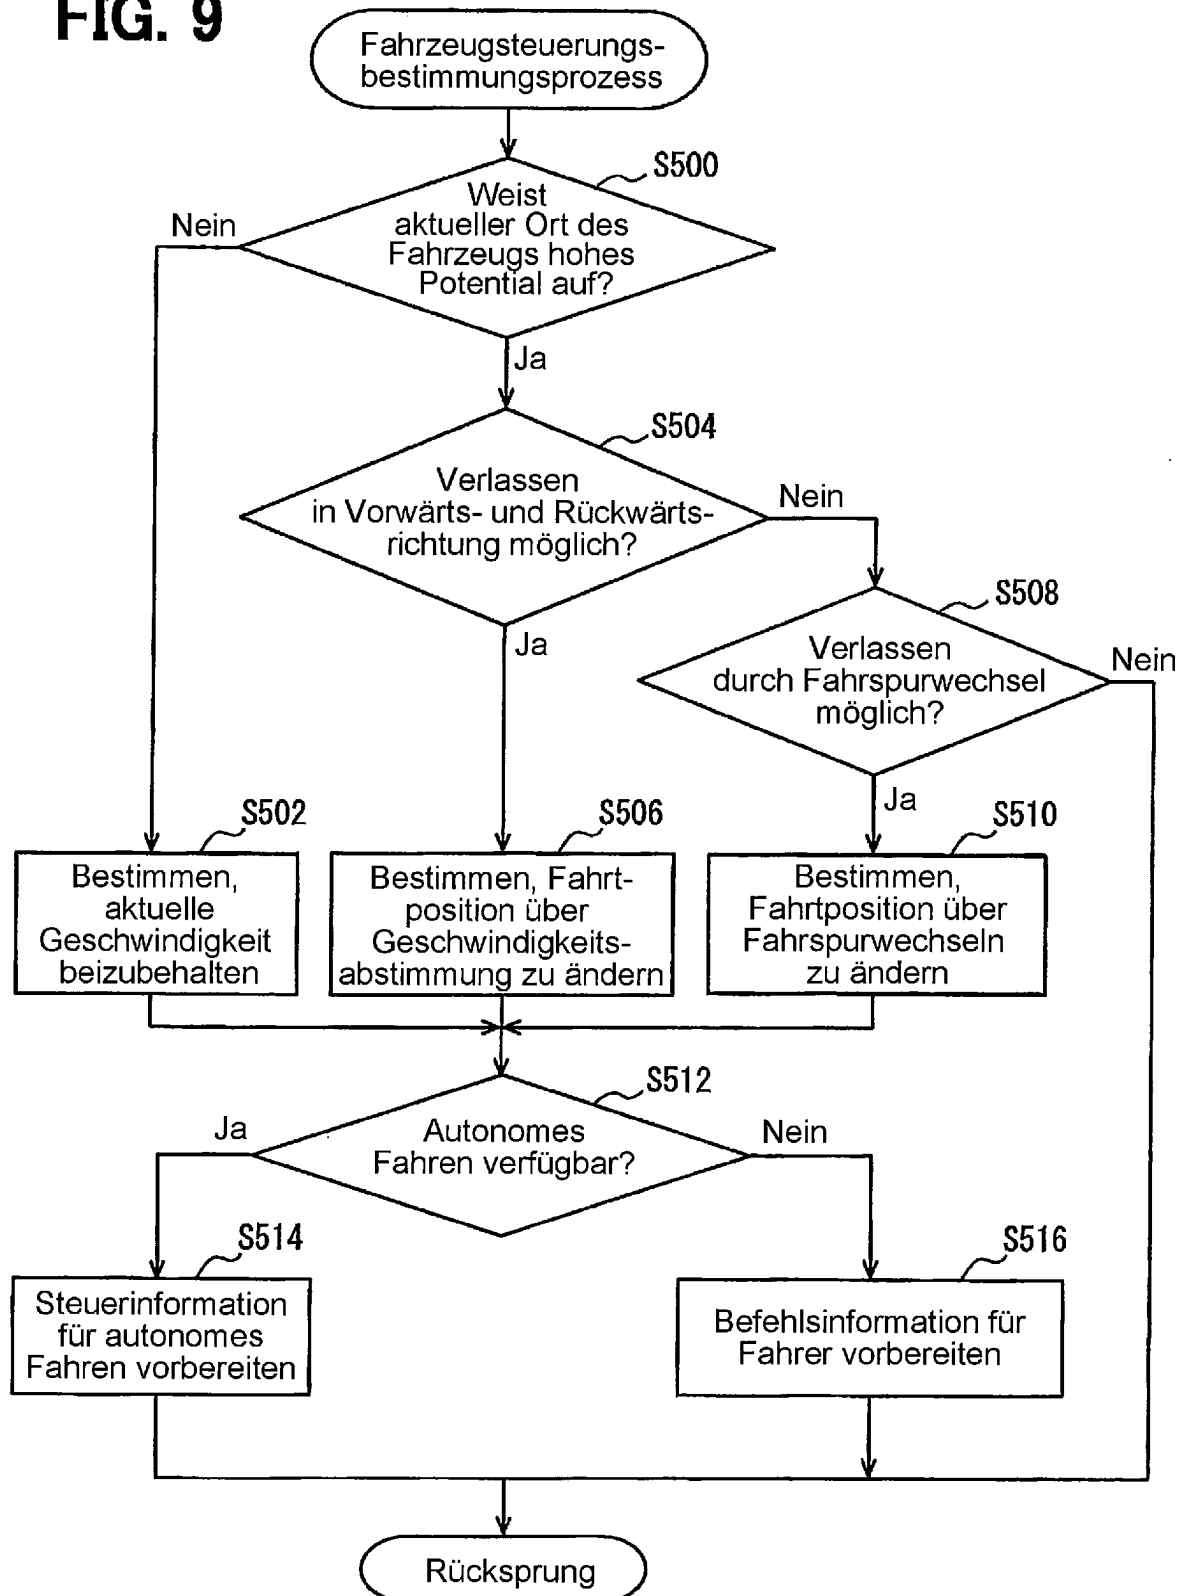 FIG. 9
Fahrzeugsteuerungs-
bestimmungsprozess
S500
Weist
aktueller Ort des
Fahrzeugs hohes
Potential auf?
Nein
Ja
S504
Verlassen
in Vorwärts- und Rückwärts-
richtung möglich?
Nein
Ja
S508
Verlassen
durch Fahrspurwechsel
möglich?
Nein
Ja
S502
Bestimmen,
aktuelle
Geschwindigkeit
beizubehalten
S506
Bestimmen, Fahrt-
position über
Geschwindigkeits-
abstimmung zu ändern
S510
Bestimmen,
Fahrtposition über
Fahrspurwechseln
zu ändern
S512
Autonomes
Fahren verfügbar?
Ja
Nein
S514
Steuerinformation
für autonomes
Fahren vorbereiten
S516
Befehlsinformation für
Fahrer vorbereiten
Rücksprung